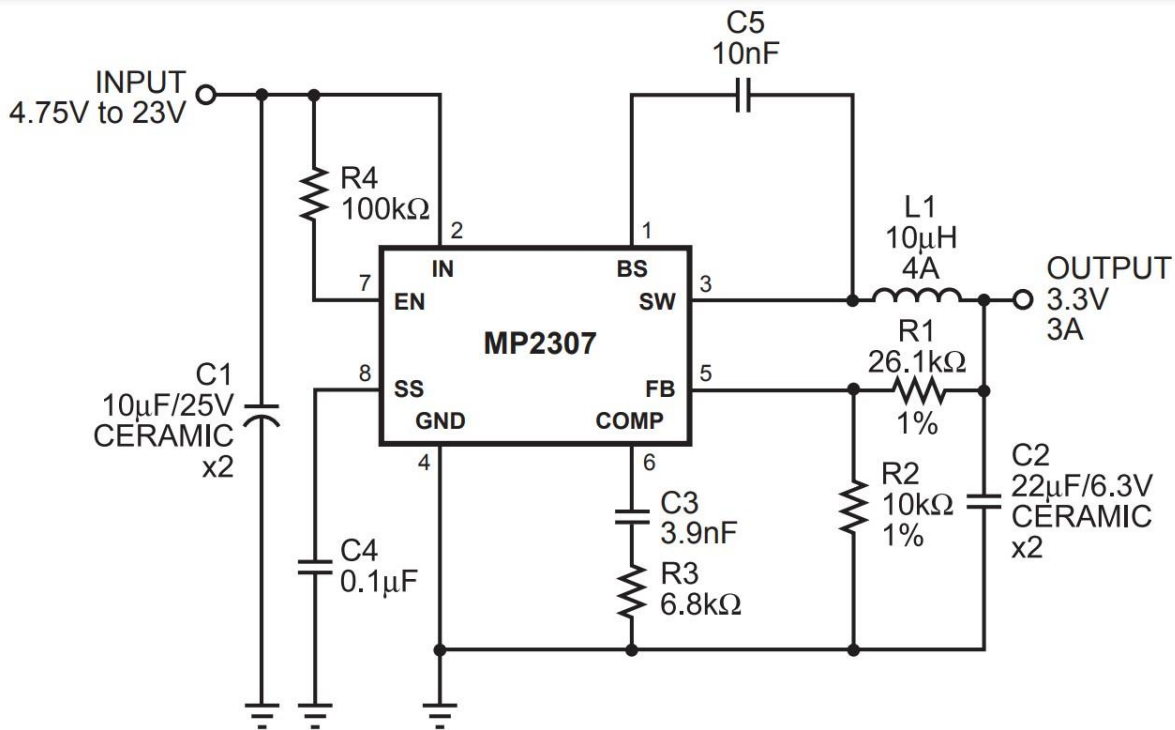 C5
10nF
INPUT
4.75V to 23V
R4
100kΩ
2
1
L1
10μH
4A
IN
BS
7
EN
SW
3
OUTPUT
3.3V
3A
MP2307
R1
26.1kΩ
1%
8
SS
FB
5
GND
COMP
4
6
C1
10μF/25V
CERAMIC
x2
C3
3.9nF
R2
10kΩ
1%
C2
22μF/6.3V
CERAMIC
x2
C4
0.1μF
R3
6.8kΩ